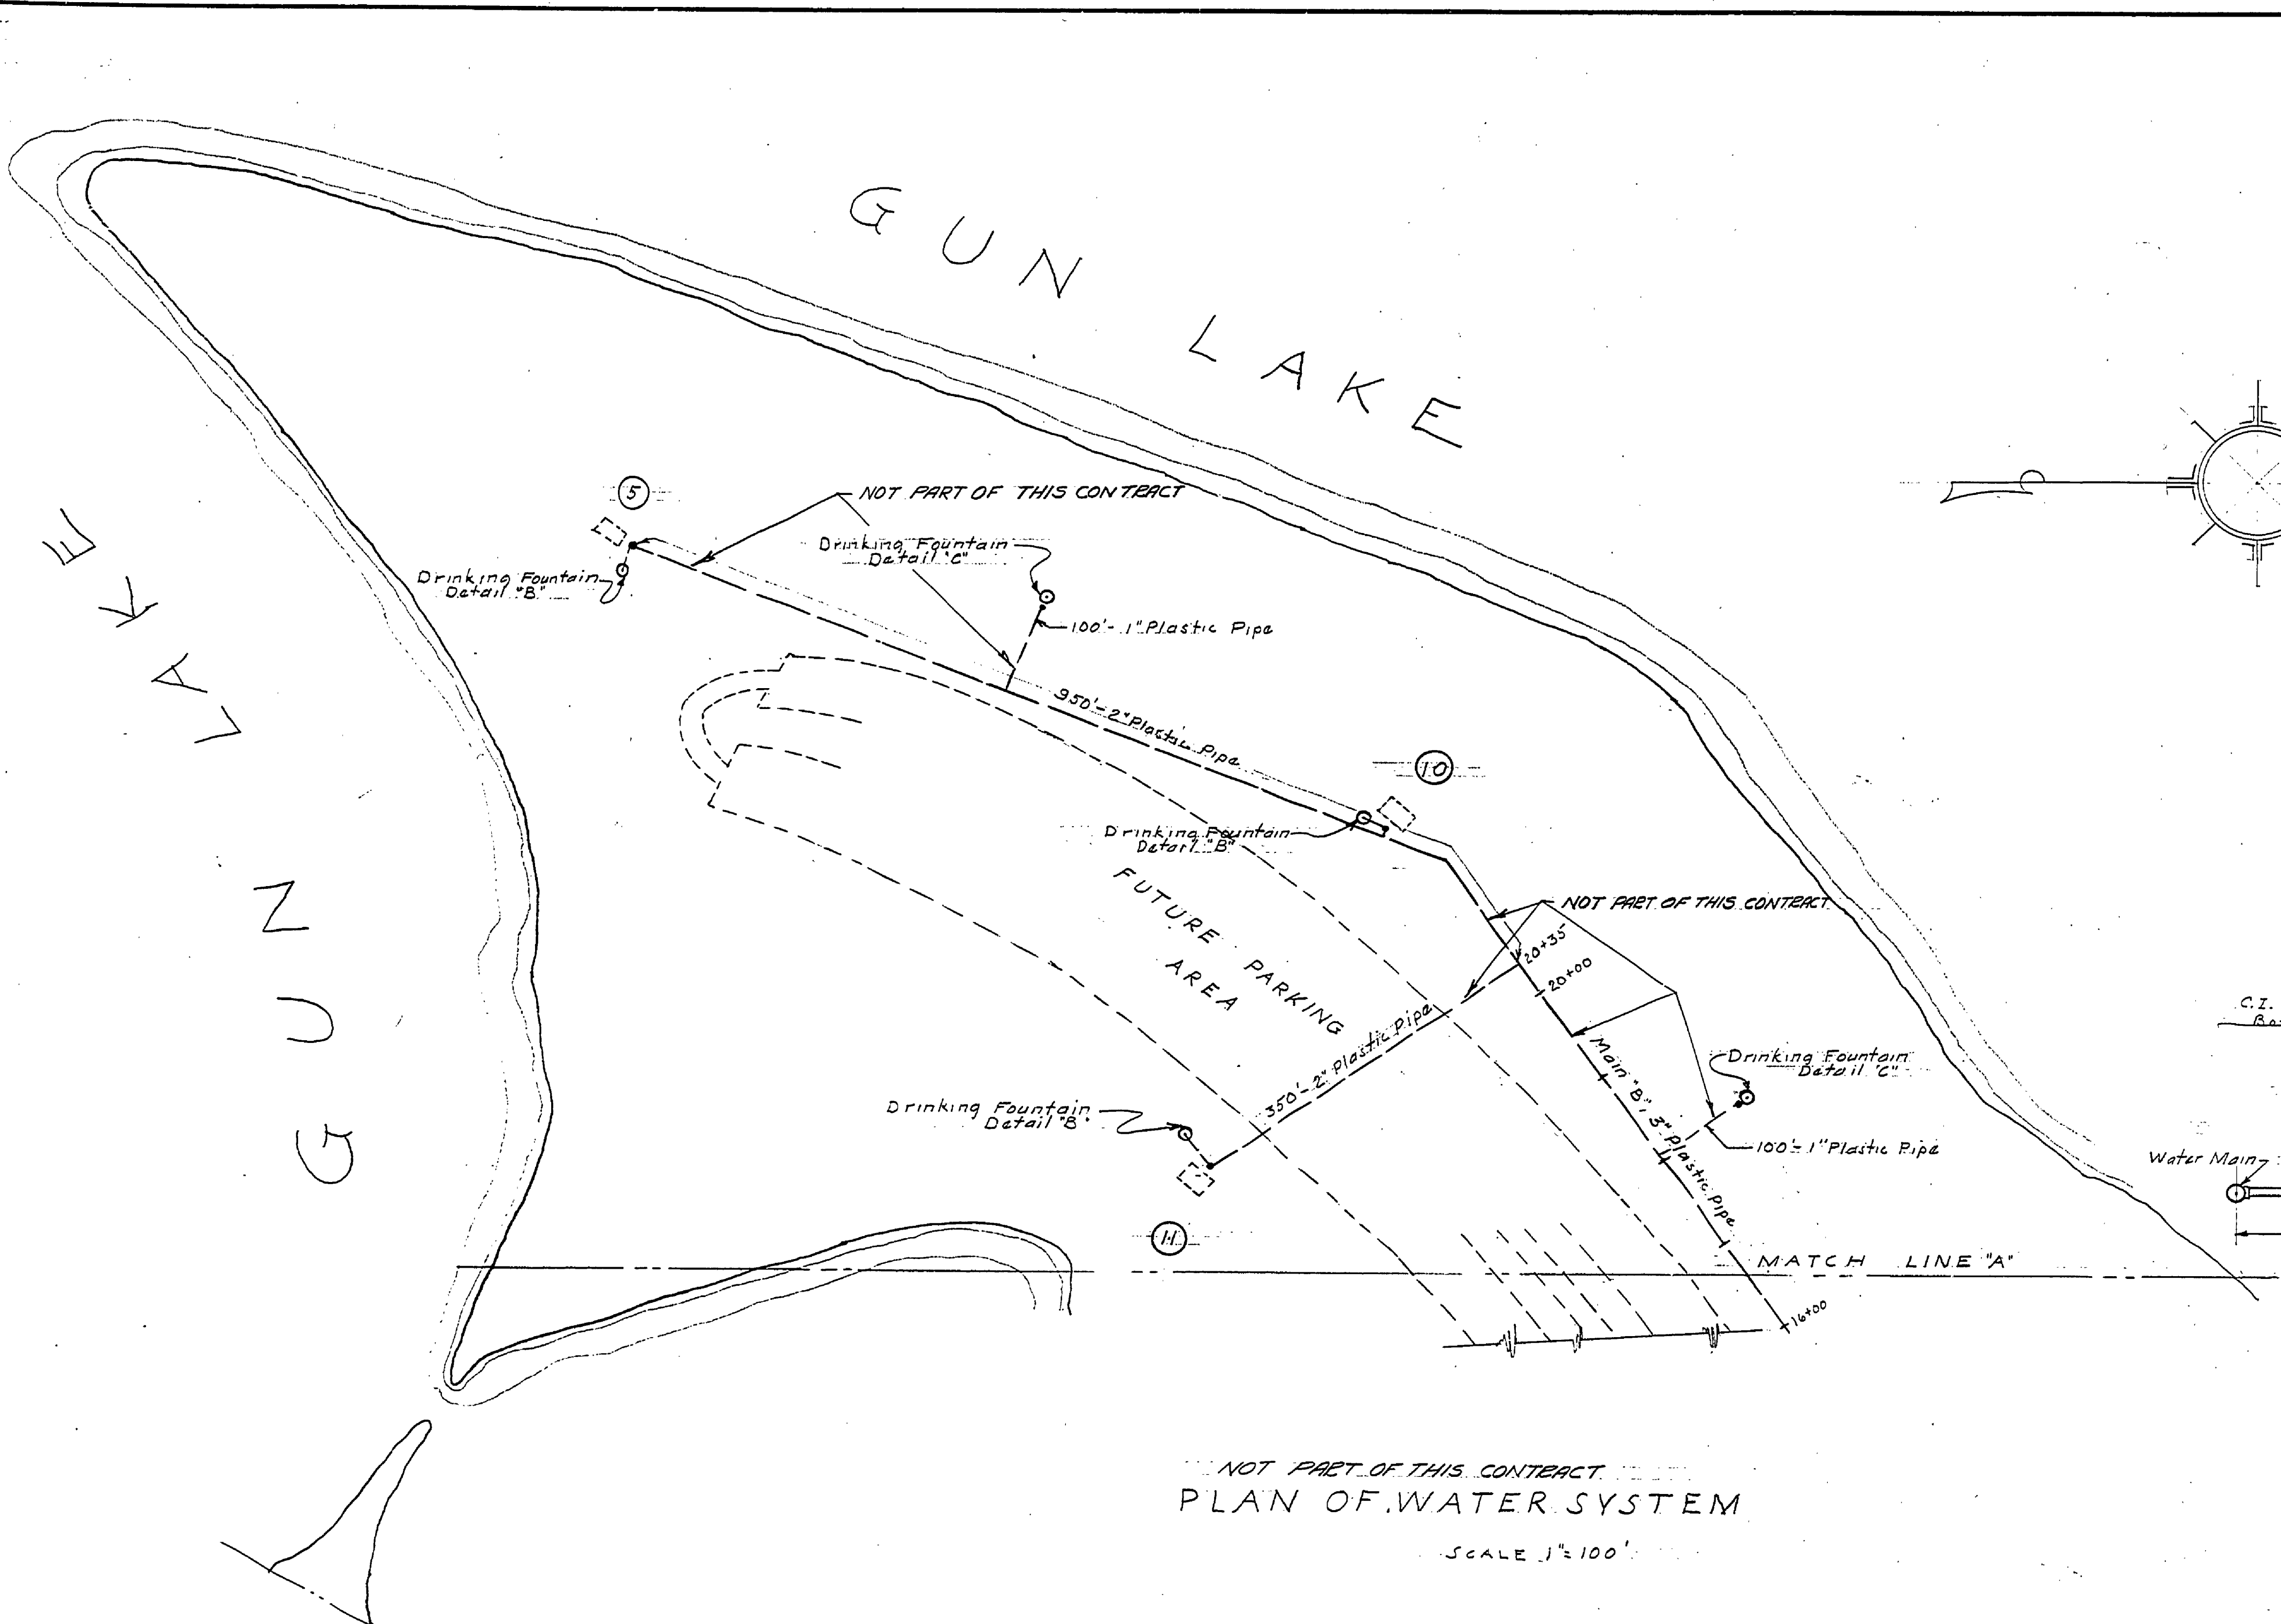 GUN LAKE
GUN LAKE
5
NOT PART OF THIS CONTRACT
Drinking Fountain
Detail "C"
Drinking Fountain
Detail "B"
100'-1" Plastic Pipe
950'-2" Plastic Pipe
10
Drinking Fountain
Detail "B"
FUTURE PARKING
AREA
NOT PART OF THIS CONTRACT
20+35
20+00
C.I.
350'-2" Plastic Pipe
Main "B", 3" Plastic Pipe
Drinking Fountain
Detail "C"
Drinking Fountain
Detail "B"
100'-1" Plastic Pipe
Water Main
11
MATCH LINE "A"
16+00
NOT PART OF THIS CONTRACT
PLAN OF WATER SYSTEM
SCALE 1"=100'